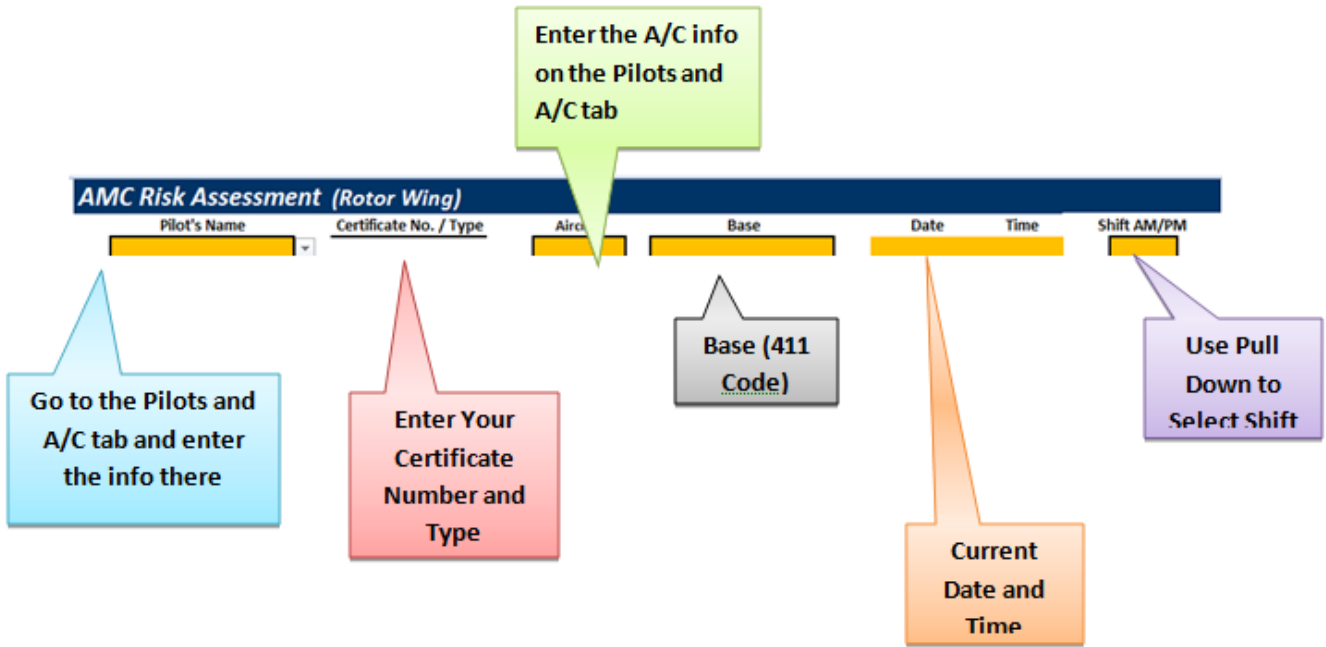 Enter the A/C info
on the Pilots and
A/C tab
AMC Risk Assessment (Rotor Wing)
Pilot's Name Certificate No. / Type Base Date Time Shift AM/PM
Go to the Pilots and
A/C tab and enter
the info there
Enter Your
Certificate
Number and
Type
Base (411
Code)
Current
Date and
Time
Use Pull
Down to
Select Shift